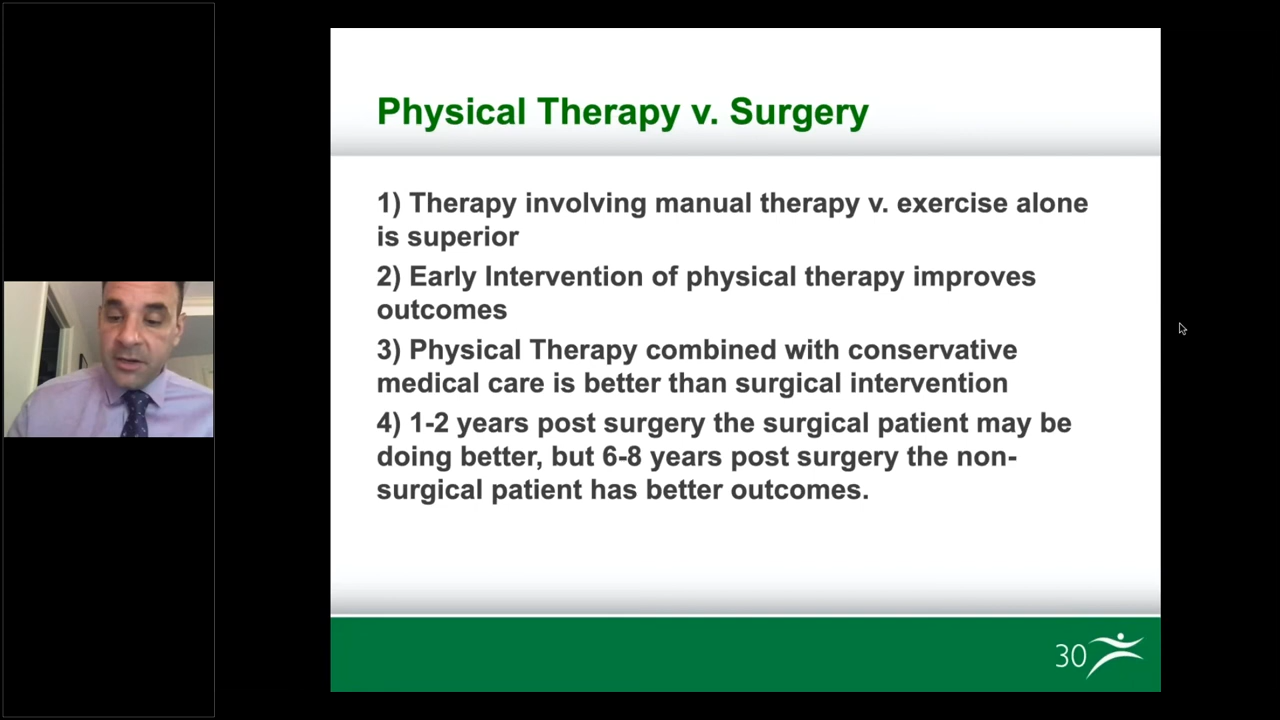 Physical Therapy v. Surgery
1) Therapy involving manual therapy v. exercise alone
is superior
2) Early Intervention of physical therapy improves
outcomes
3) Physical Therapy combined with conservative
medical care is better than surgical intervention
4) 1-2 years post surgery the surgical patient may be
doing better, but 6-8 years post surgery the non-
surgical patient has better outcomes.
30